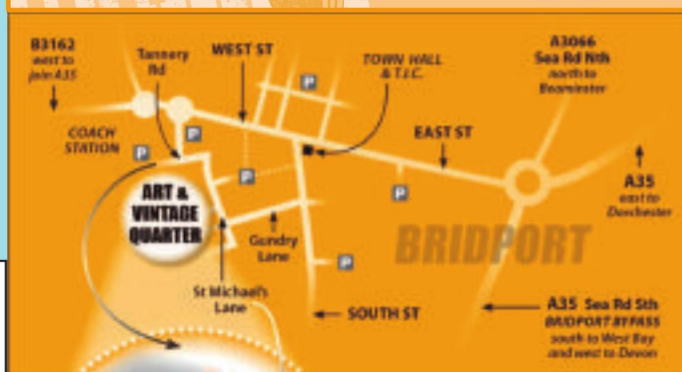 B3162
west to
join A35
Tannery
Rd
WEST ST
P
TOWN HALL
& T.I.C.
A3066
Sea Rd Nth
north to
Beaminster
COACH
STATION
P
P
EAST ST
P
P
A35
east to
Dorchester
ART &
VINTAGE
QUARTER
Gundry
Lane
BRIDPORT
P
St Michael's
Lane
SOUTH ST
A35 Sea Rd Sth
BRIDPORT BYPASS
south to West Bay
and west to Devon